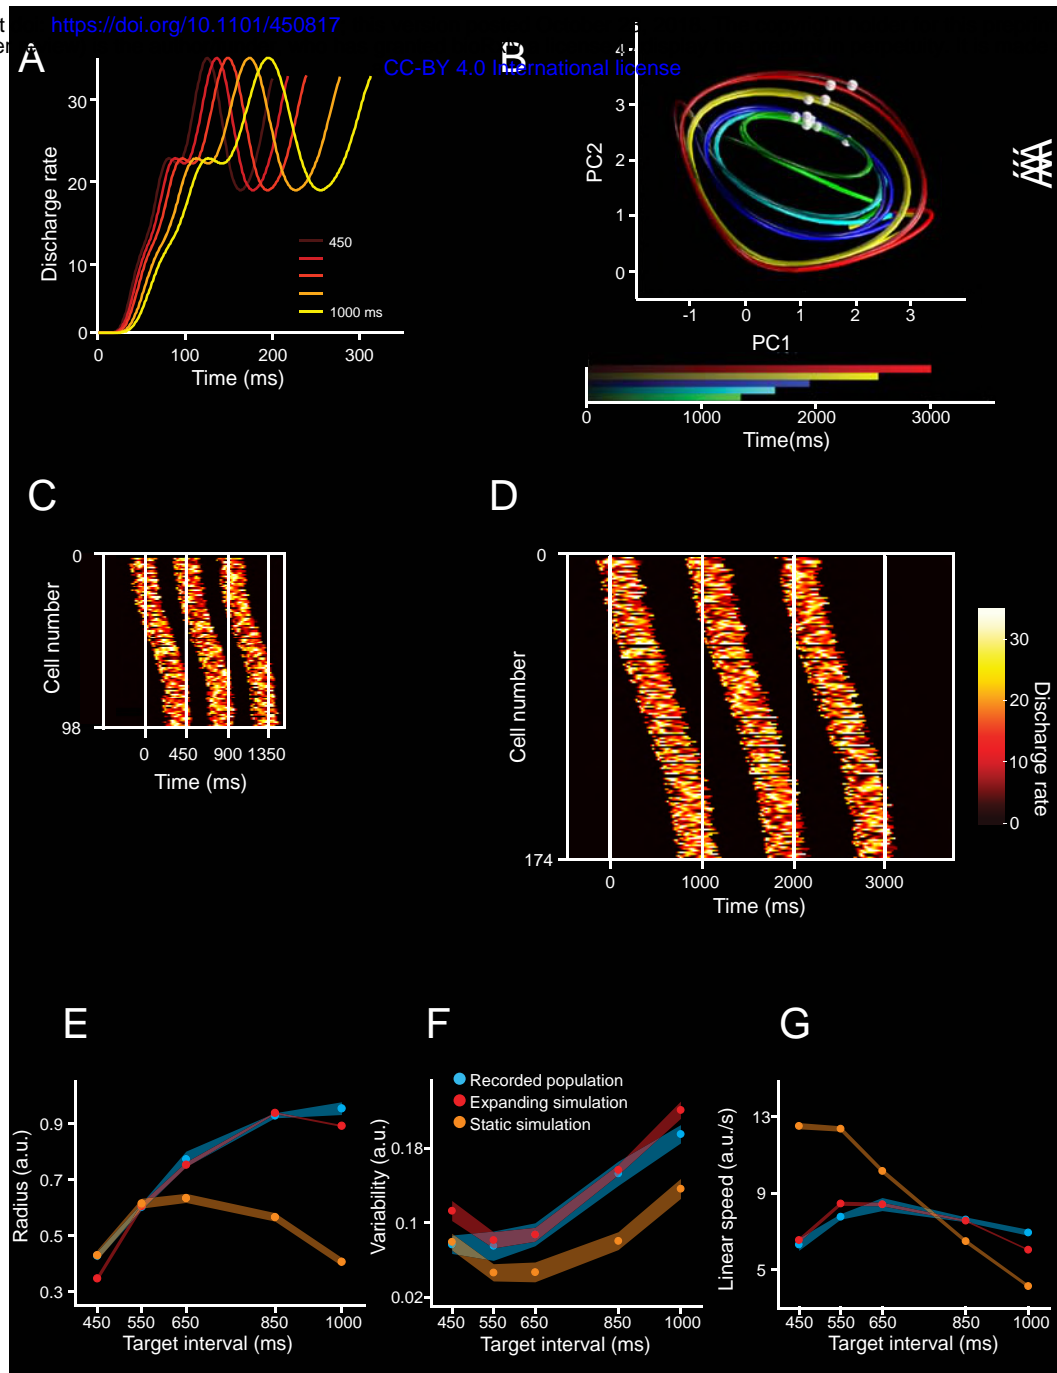 t https://doi.org/10.1101/450817
A
B
CC-BY 4.0 International license
Discharge rate
30
20
10
0
450
1000 ms
0 100 200 300
Time (ms)
PC2
4
3
2
1
0
-1 0 1 2 3
PC1
0 1000 2000 3000
Time(ms)
C
Cell number
0
98
0 450 900 1350
Time (ms)
D
Cell number
0
174
0 1000 2000 3000
Time (ms)
30
20
10
0
Discharge rate
E
Radius (a.u.)
0.9
0.7
0.5
0.3
450 550 650 850 1000
Target interval (ms)
F
Recorded population
Expanding simulation
Static simulation
Variability (a.u.)
0.18
0.1
0.02
450 550 650 850 1000
Target interval (ms)
G
Linear speed (a.u./s)
13
9
5
450 550 650 850 1000
Target interval (ms)